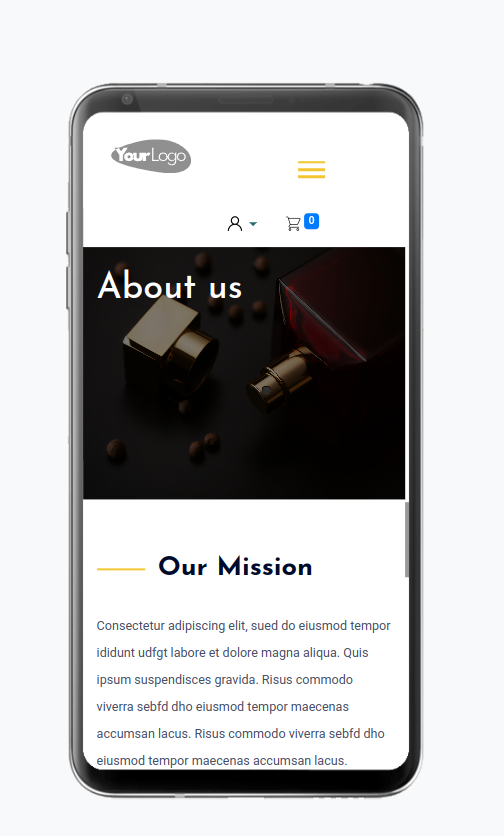 YourLogo
0
About us
Our Mission
Consectetur adipiscing elit, sued do eiusmod tempor
ididunt udfgt labore et dolore magna aliqua. Quis
ipsum suspendisces gravida. Risus commodo
viverra sebfd dho eiusmod tempor maecenas
accumsan lacus. Risus commodo viverra sebfd dho
eiusmod tempor maecenas accumsan lacus.